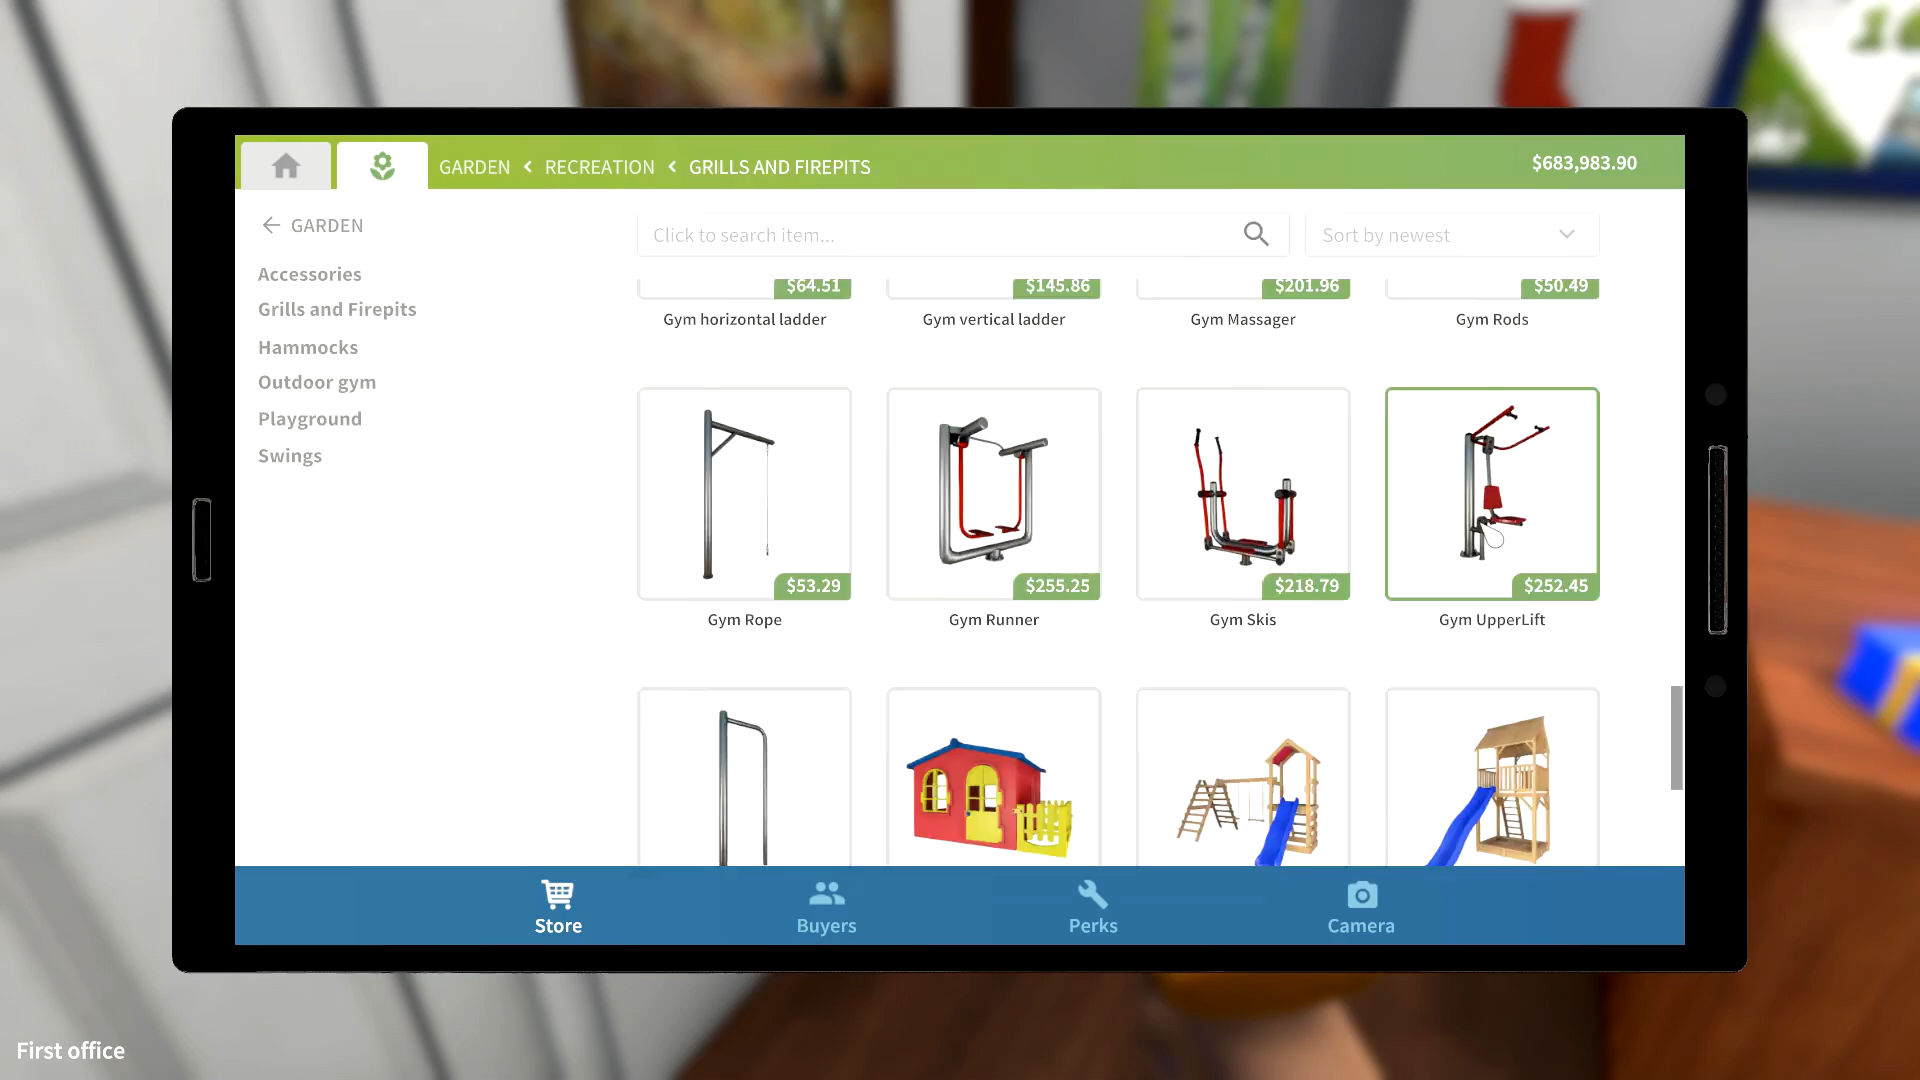 GARDEN < RECREATION < GRILLS AND FIREPITS
$683,983.90
← GARDEN
Accessories
Grills and Firepits
Hammocks
Outdoor gym
Playground
Swings
Click to search item...
Sort by newest
$64.51
$145.86
$201.96
$50.49
Gym horizontal ladder
Gym vertical ladder
Gym Massager
Gym Rods
$53.29
$255.25
$218.79
$252.45
Gym Rope
Gym Runner
Gym Skis
Gym UpperLift
Store
Buyers
Perks
Camera
First office